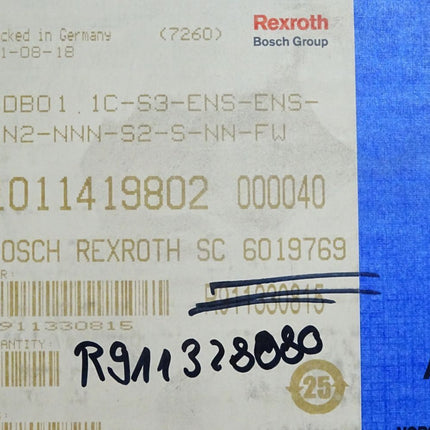 cked in Germany (7260) Rexroth
1-08-18 Bosch Group
DB01.1C-S3-ENS-ENS-
N2-NNN-S2-S-NN-FW
1011419802 000040
OSCH REXROTH SC 6019769
R:
R911330815
911330815
ANTITY:
R911328080
25